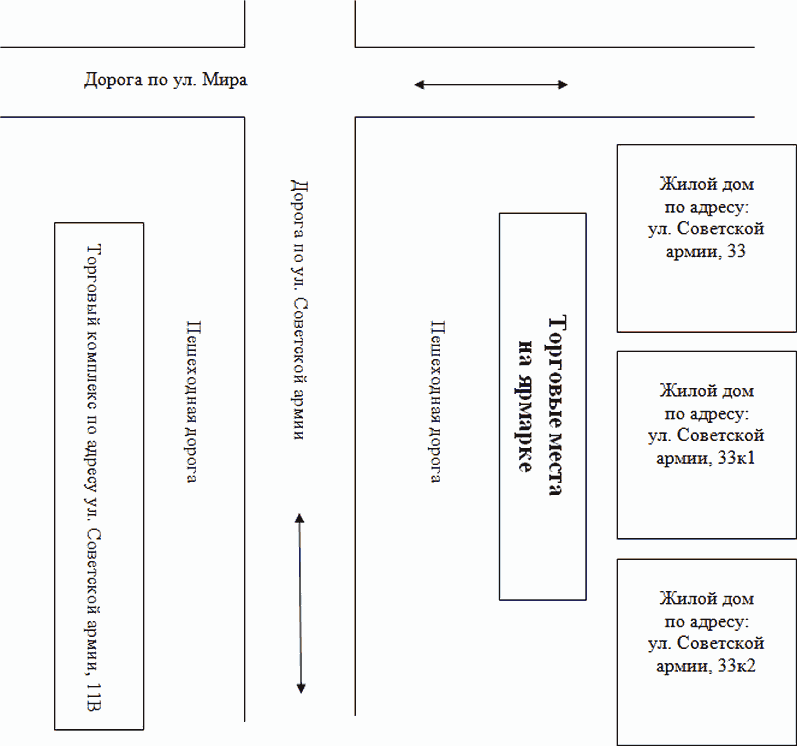 Дорога по ул. Мира
Жилой дом
по адресу:
ул. Советской
армии, 33
Дорога по ул. Советской армии
Торговый комплекс по адресу ул. Советской армии, 11В
Пешеходная дорога
Пешеходная дорога
Торговые места
на ярмарке
Жилой дом
по адресу:
ул. Советской
армии, 33к1
Жилой дом
по адресу:
ул. Советской
армии, 33к2